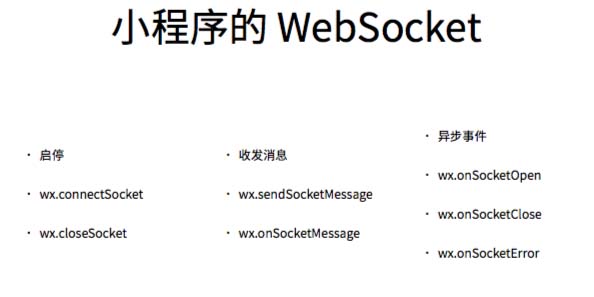 小程序的 WebSocket
· 启停
· wx.connectSocket
· wx.closeSocket
· 收发消息
· wx.sendSocketMessage
· wx.onSocketMessage
· 异步事件
· wx.onSocketOpen
· wx.onSocketClose
· wx.onSocketError